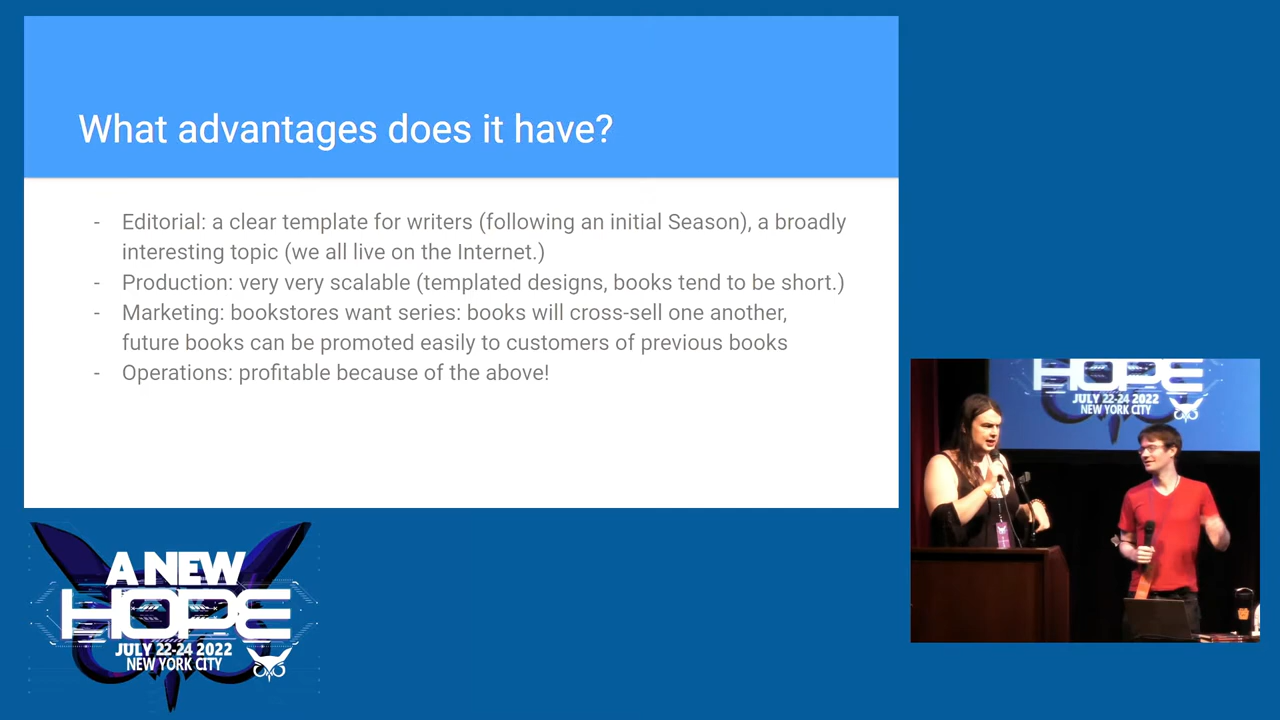 What advantages does it have?
- Editorial: a clear template for writers (following an initial Season), a broadly
interesting topic (we all live on the Internet.)
- Production: very very scalable (templated designs, books tend to be short.)
- Marketing: bookstores want series: books will cross-sell one another,
future books can be promoted easily to customers of previous books
- Operations: profitable because of the above!
HOPE
JULY 22-24 2022
NEW YORK CITY
A NEW
HOPE
JULY 22-24 2022
NEW YORK CITY